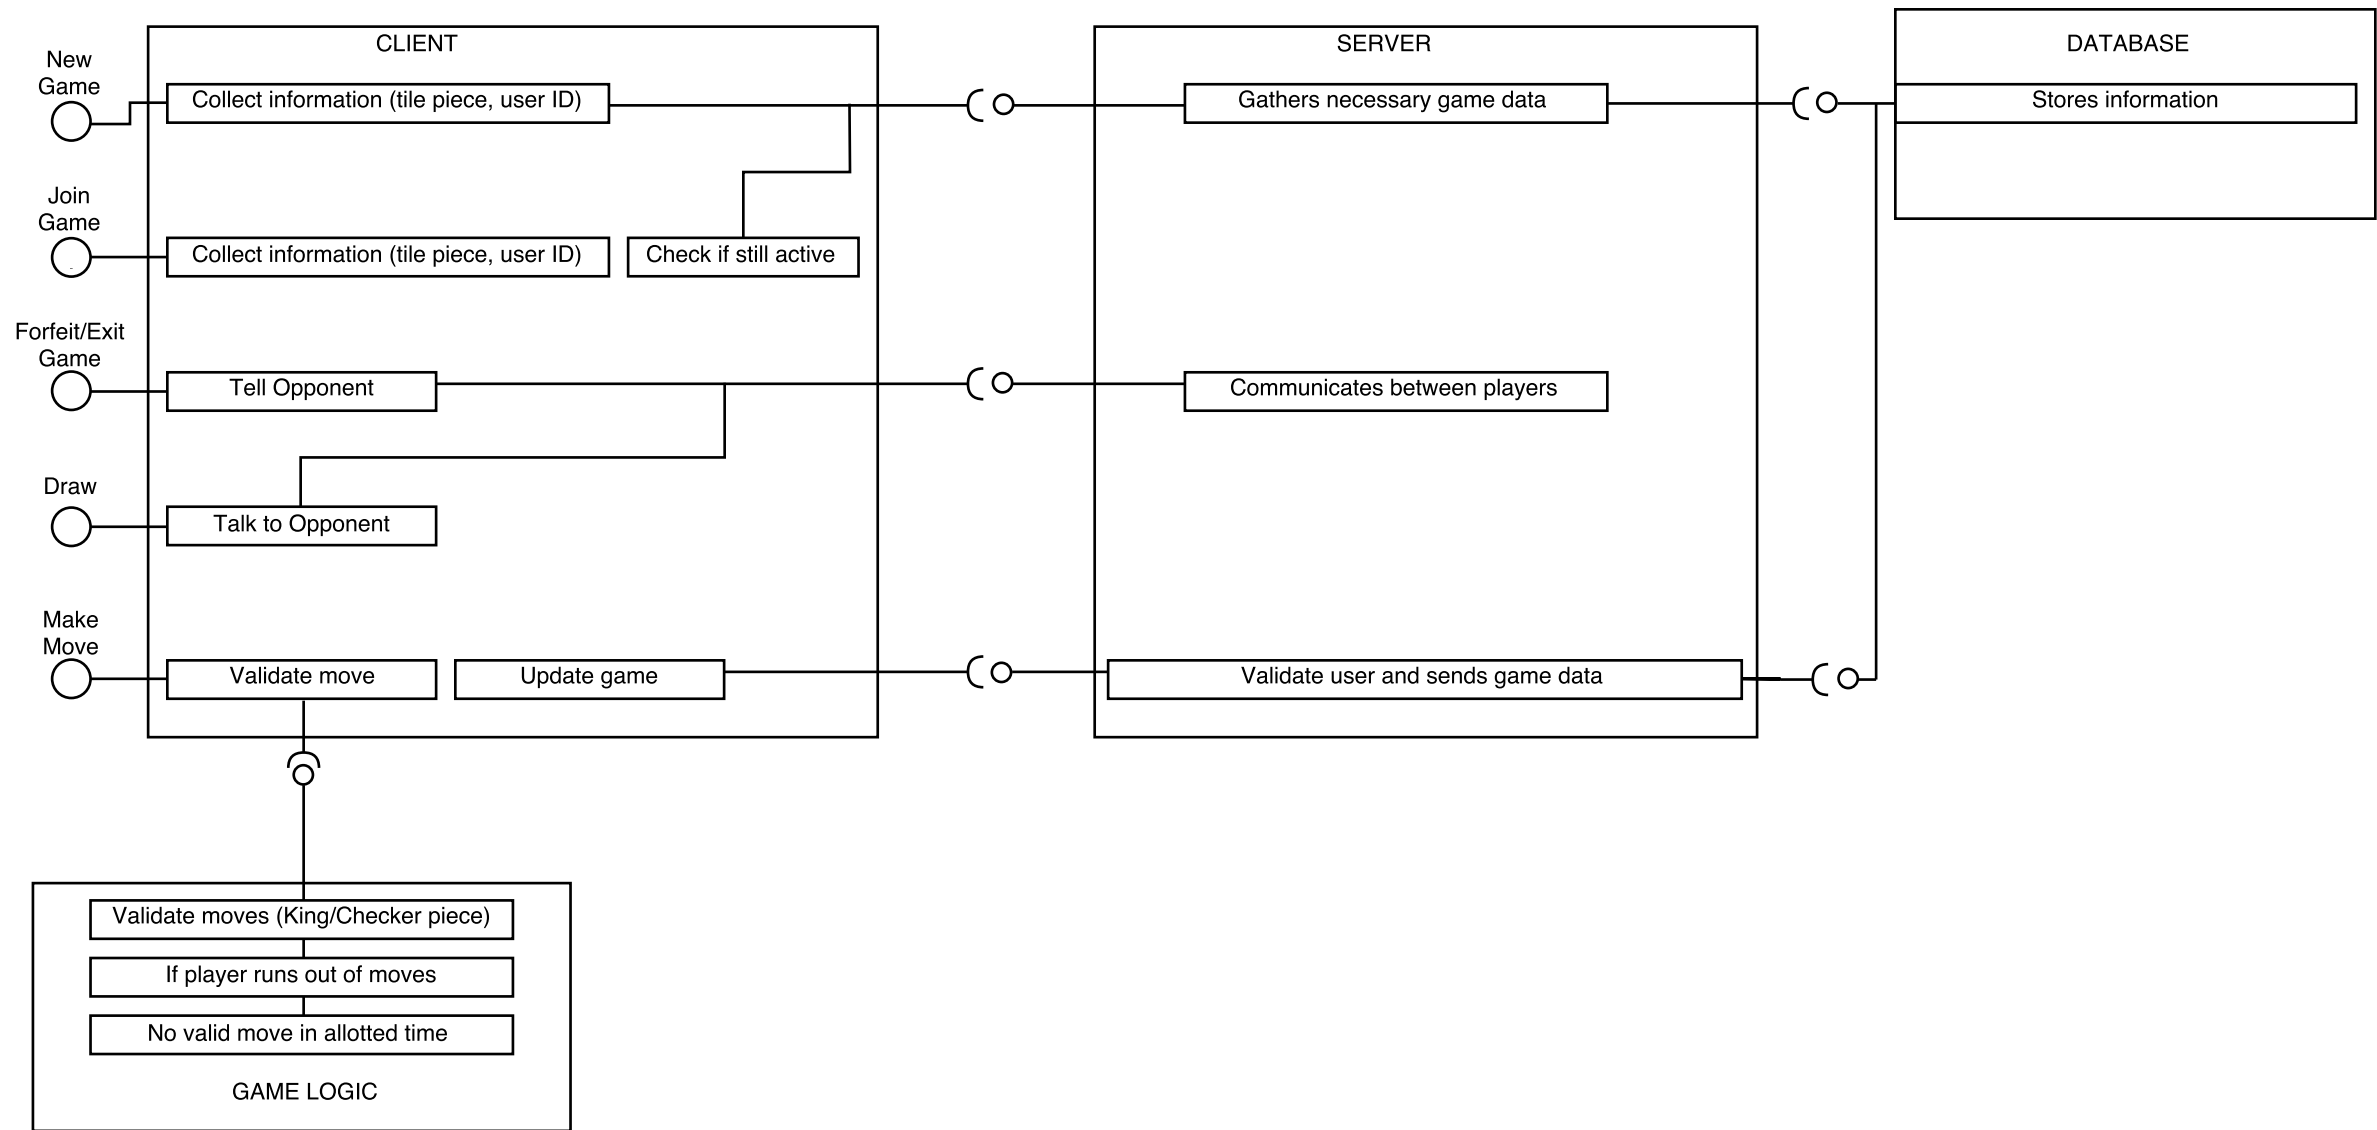 CLIENT
SERVER
DATABASE
New
Game
Collect information (tile piece, user ID)
Gathers necessary game data
Stores information
Join
Game
Collect information (tile piece, user ID)
Check if still active
Forfeit/Exit
Game
Tell Opponent
Communicates between players
Draw
Talk to Opponent
Make
Move
Validate move
Update game
Validate user and sends game data
Validate moves (King/Checker piece)
If player runs out of moves
No valid move in allotted time
GAME LOGIC